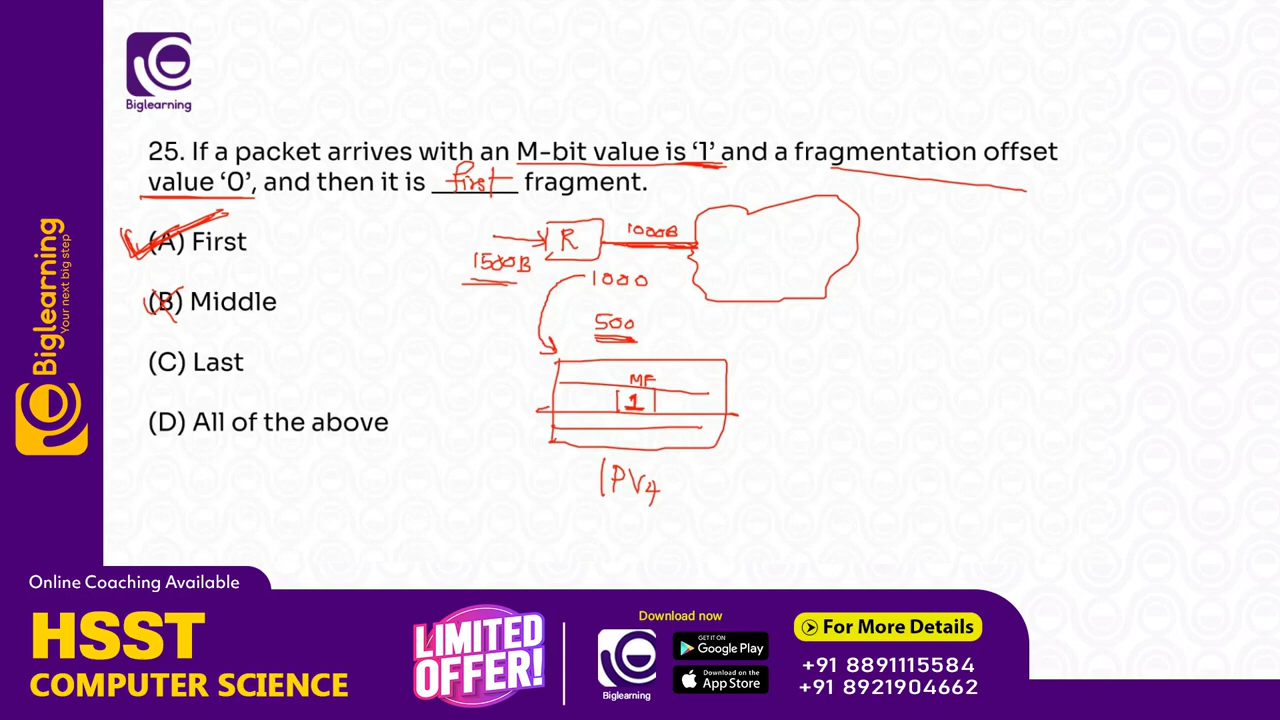 Biglearning
25. If a packet arrives with an M-bit value is ‘1’ and a fragmentation offset
value ‘0’, and then it is first fragment.
(A) First
(B) Middle
(C) Last
(D) All of the above
R
1000B
1500B
1000
500
MF
1
IPV4
Biglearning
Your next big step
Online Coaching Available
HSST
COMPUTER SCIENCE
LIMITED
OFFER!
Download now
Biglearning
GET IT ON
Google Play
Download on the
App Store
For More Details
+91 8891115584
+91 8921904662